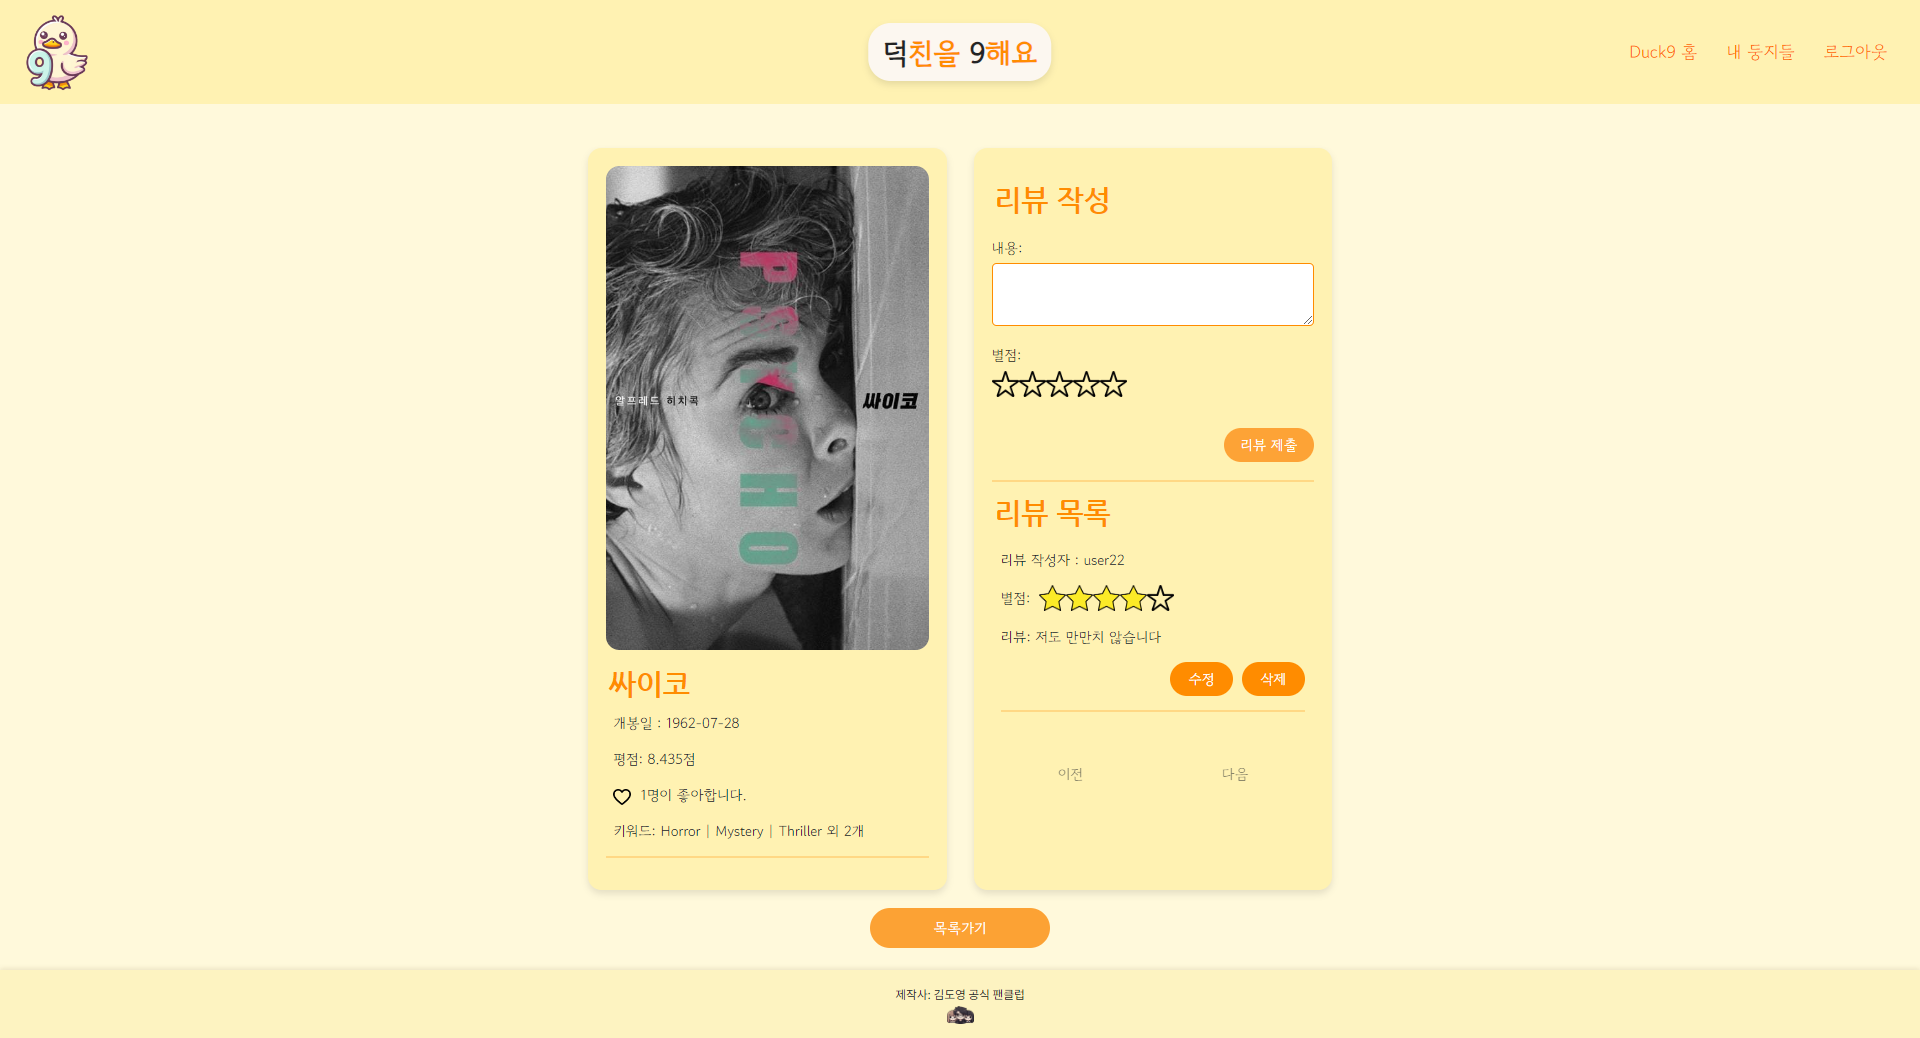 9
덕친을 9해요
Duck9 홈
내 둥지들
로그아웃
PSYCHO
알프레드 히치콕
싸이코
싸이코
개봉일 : 1962-07-28
평점: 8.435점
1명이 좋아합니다.
키워드: Horror | Mystery | Thriller 외 2개
리뷰 작성
내용:
별점:
리뷰 제출
리뷰 목록
리뷰 작성자 : user22
별점:
리뷰: 저도 만만치 않습니다
수정
삭제
이전
다음
목록가기
제작사: 김도영 공식 팬클럽